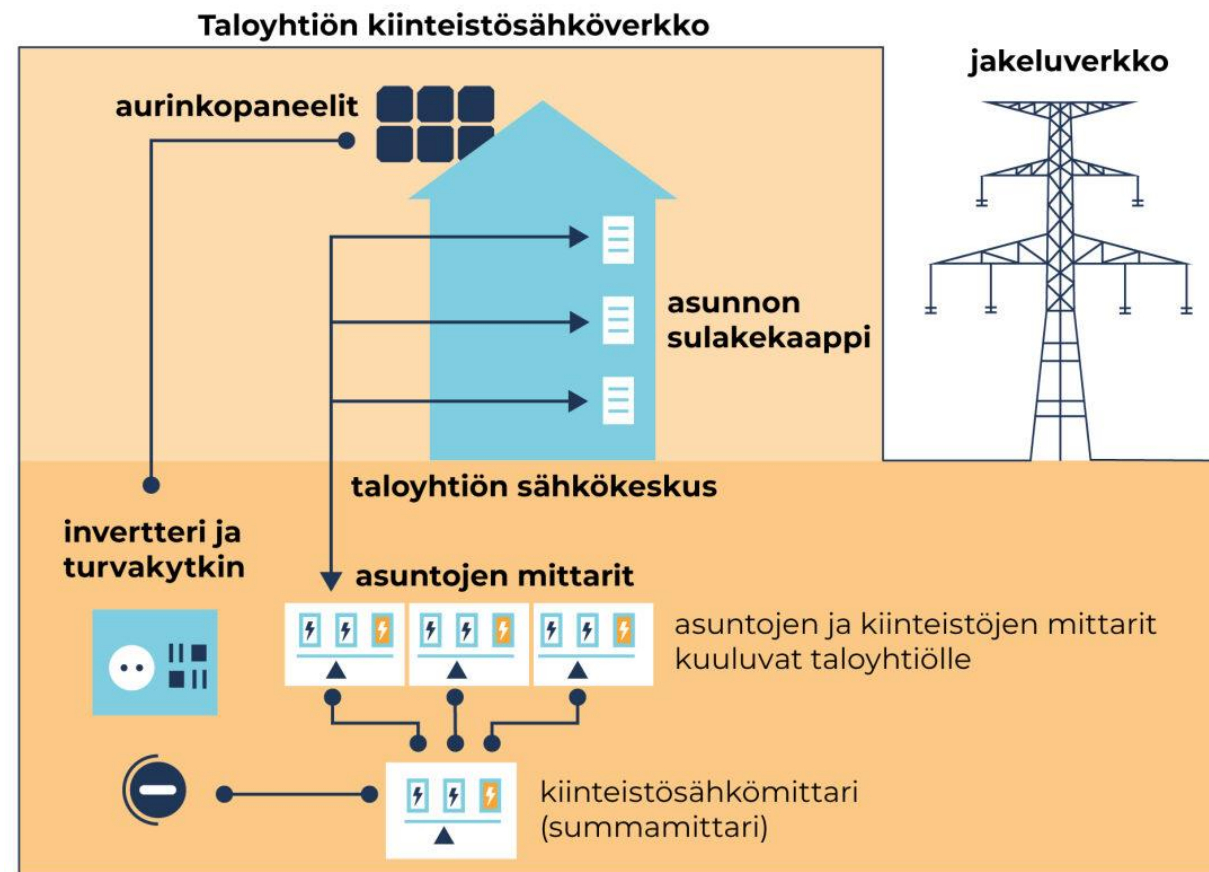 Taloyhtiön kiinteistösähköverkko
jakeluverkko
aurinkopaneelit
asunnon
sulakekaappi
taloyhtiön sähkökeskus
invertteri ja
turvakytkin
asuntojen mittarit
asuntojen ja kiinteistöjen mittarit
kuuluvat taloyhtiölle
kiinteistösähkömittari
(summamittari)